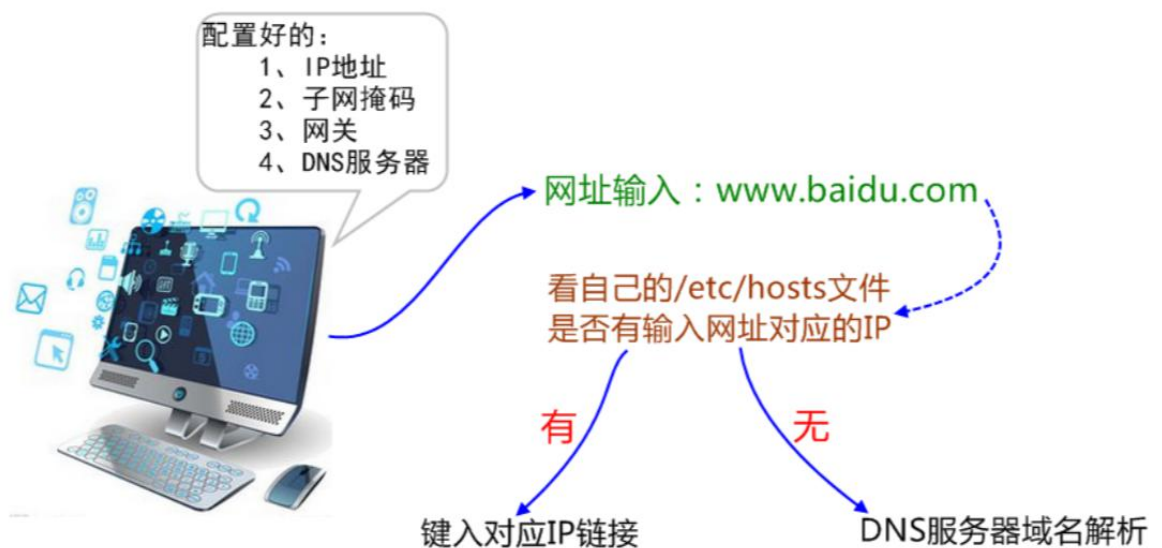 配置好的：
1、IP地址
2、子网掩码
3、网关
4、DNS服务器
网址输入：www.baidu.com
看自己的/etc/hosts文件
是否有输入网址对应的IP
有
无
键入对应IP链接
DNS服务器域名解析